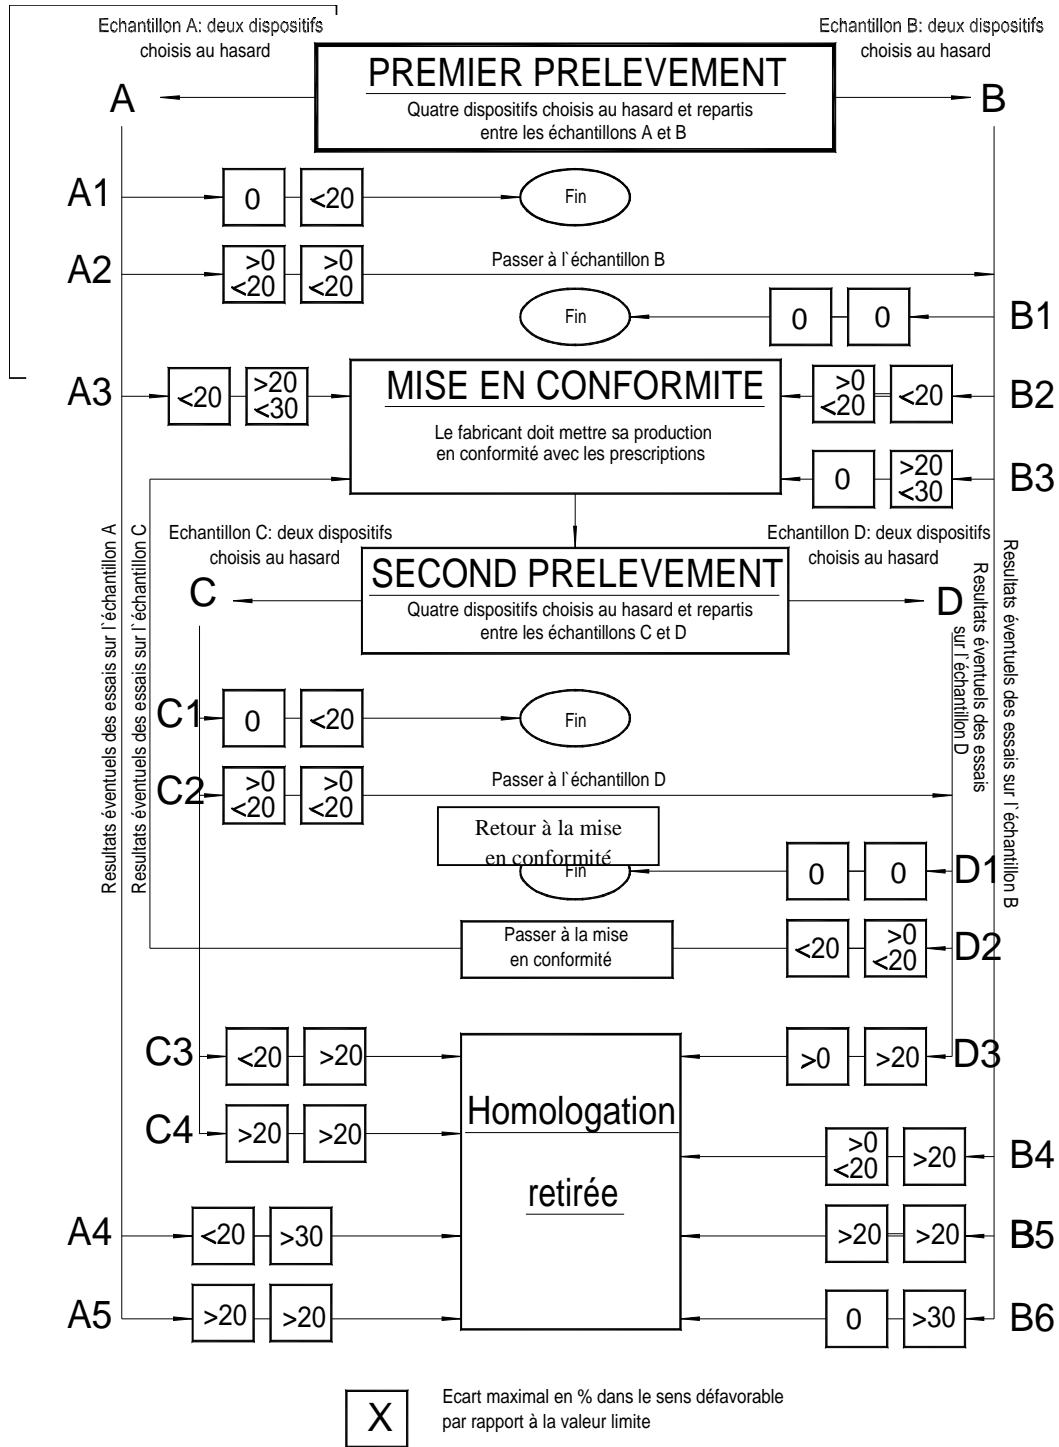 Echantillon A: deux dispositifs
choisis au hasard
Echantillon B: deux dispositifs
choisis au hasard
PREMIER PRELEVEMENT
Quatre dispositifs choisis au hasard et repartis
entre les échantillons A et B
A
B
A1
0
<20
Fin
A2
>0
<20
>0
<20
Passer à l`échantillon B
Fin
0
0
B1
A3
<20
>20
<30
MISE EN CONFORMITE
Le fabricant doit mettre sa production
en conformité avec les prescriptions
>0
<20
<20
B2
0
>20
<30
B3
Echantillon C: deux dispositifs
choisis au hasard
Echantillon D: deux dispositifs
choisis au hasard
SECOND PRELEVEMENT
Quatre dispositifs choisis au hasard et repartis
entre les échantillons C et D
C
D
Resultats éventuels des essais sur l`échantillon A
Resultats éventuels des essais sur l`échantillon C
sur l`échantillon D
Resultats éventuels des essais
Resultats éventuels des essais sur l`échantillon B
C1
0
<20
Fin
C2
>0
<20
>0
<20
Passer à l`échantillon D
Retour à la mise
en conformité
Fin
0
0
D1
Passer à la mise
en conformité
<20
>0
<20
D2
C3
<20
>20
Homologation
retirée
>0
>20
D3
C4
>20
>20
>0
<20
>20
B4
A4
<20
>30
>20
>20
B5
A5
>20
>20
0
>30
B6
X
Ecart maximal en % dans le sens défavorable
par rapport à la valeur limite